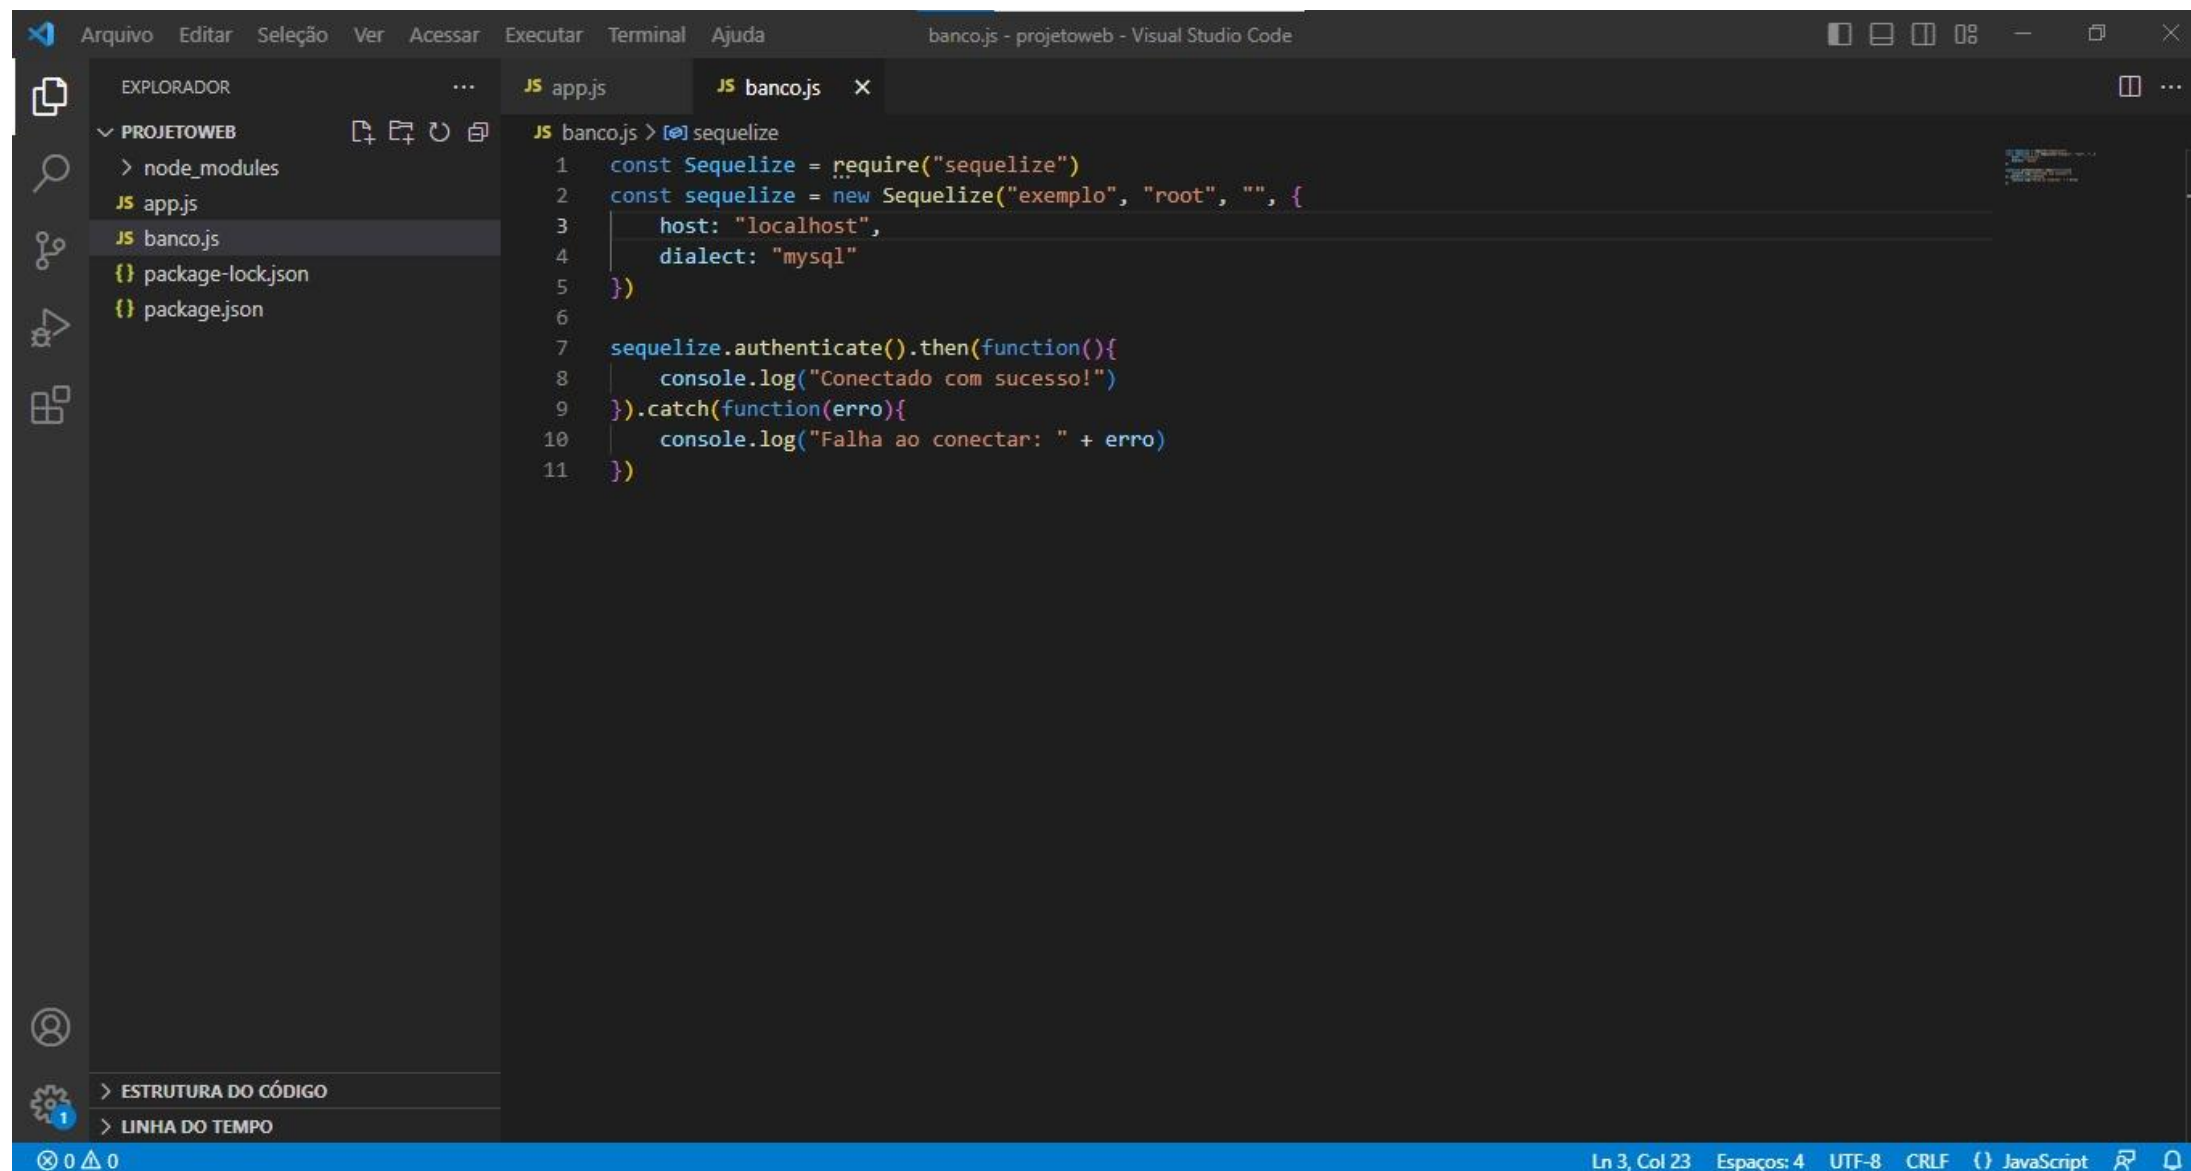 Arquivo Editar Seleção Ver Acessar Executar Terminal Ajuda banco.js - projetoweb - Visual Studio Code
EXPLORADOR
PROJETOWEB
node_modules
JS app.js
JS banco.js
{} package-lock.json
{} package.json
ESTRUTURA DO CÓDIGO
LINHA DO TEMPO
1
JS app.js JS banco.js
JS banco.js > sequelize
1 const Sequelize = require("sequelize")
2 const sequelize = new Sequelize("exemplo", "root", "", {
3 host: "localhost",
4 dialect: "mysql"
5 })
6
7 sequelize.authenticate().then(function(){
8 console.log("Conectado com sucesso!")
9 }).catch(function(erro){
10 console.log("Falha ao conectar: " + erro)
11 })
0 0 Ln 3, Col 23 Espaços: 4 UTF-8 CRLF {} JavaScript